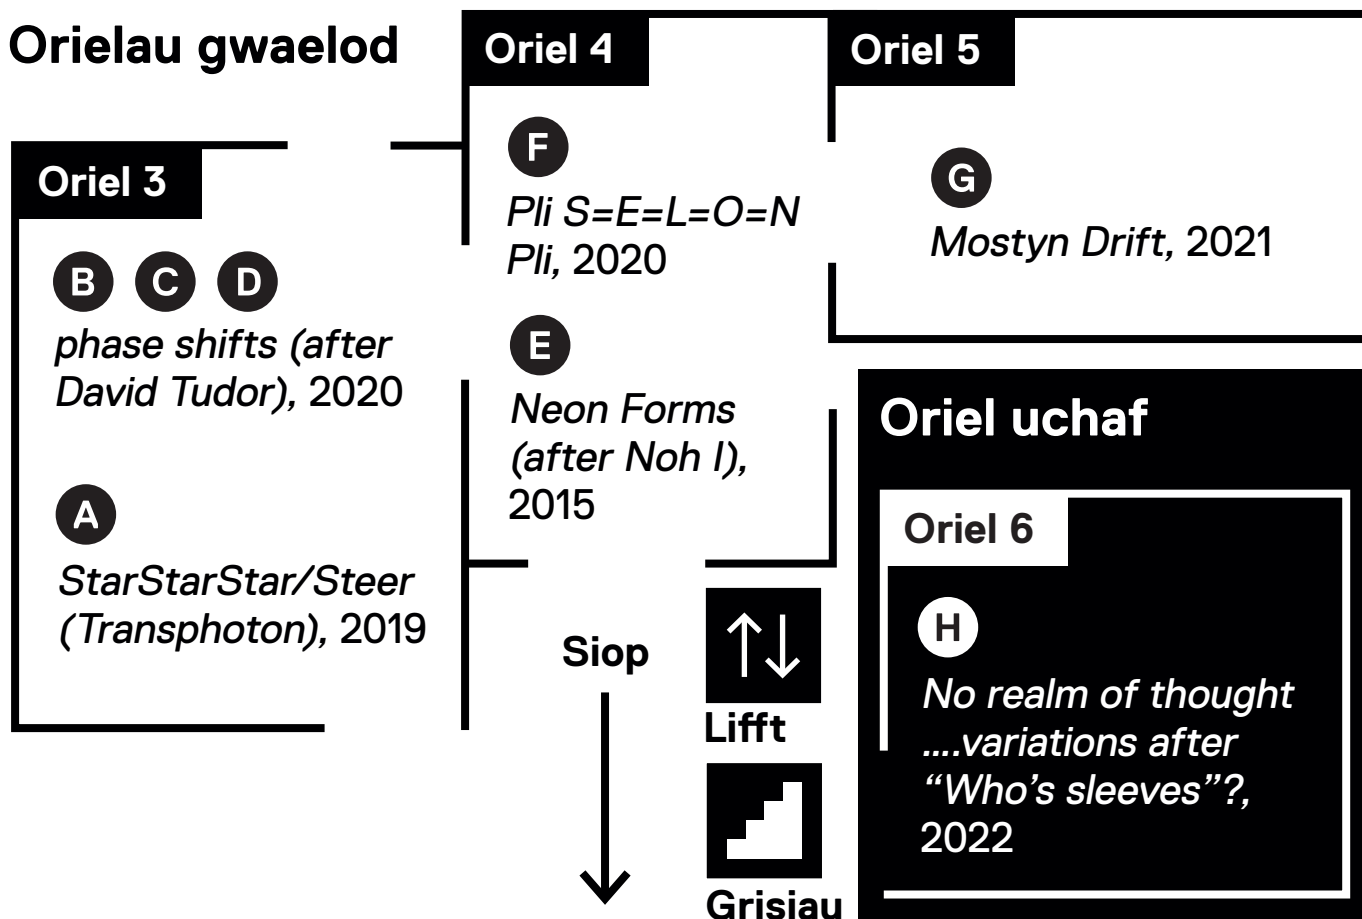 Orielau gwaelod
Oriel 3
B C D
phase shifts (after
David Tudor), 2020
A
StarStarStar/Steer
(Transphoton), 2019
Oriel 4
F
Pli S=E=L=O=N
Pli, 2020
E
Neon Forms
(after Noh I),
2015
Oriel 5
G
Mostyn Drift, 2021
Siop
Lifft
Grisiau
Oriel uchaf
Oriel 6
H
No realm of thought
....variations after
“Who’s sleeves”?,
2022